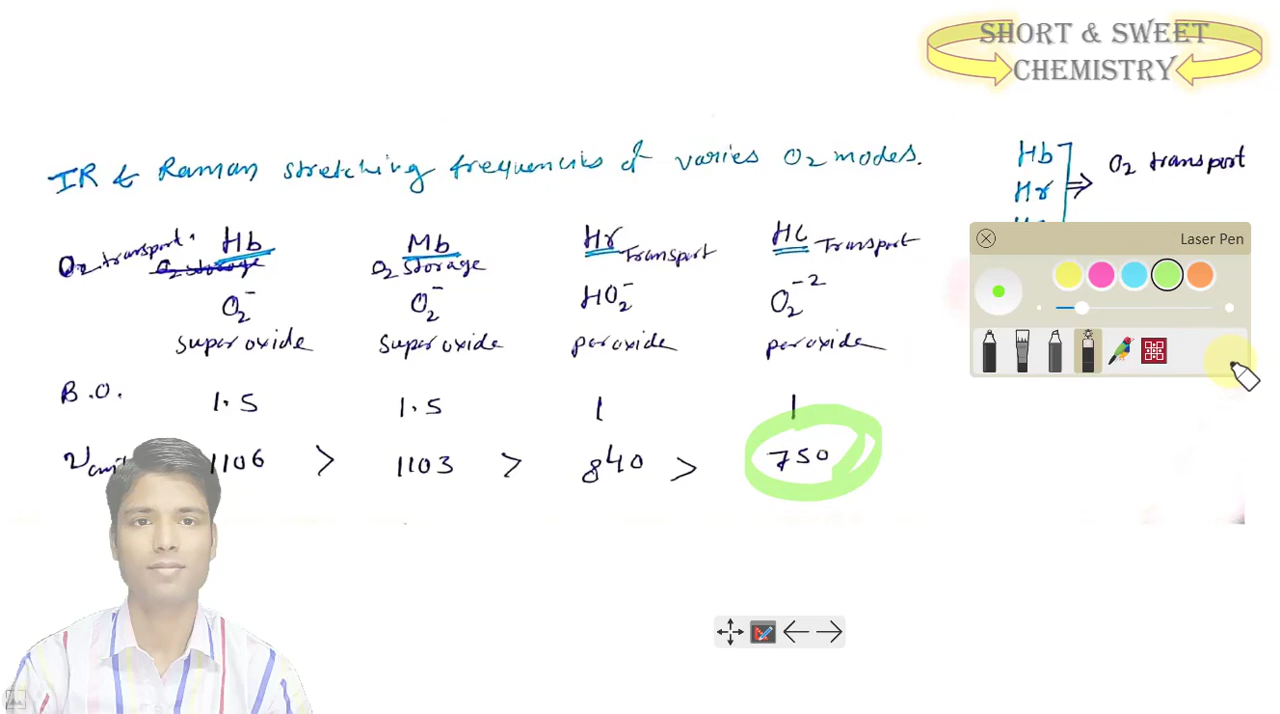 SHORT & SWEET
CHEMISTRY
IR & Raman stretching frequencies of varies O2 modes.
Hb
Hr
O2 transport
O2 transport. Hb Mb Hr Transport HC Transport
O2 storage O2 storage
O2⁻ O2⁻ HO2⁻ O2⁻²
superoxide superoxide peroxide peroxide
B.O. 1.5 1.5 1 1
1106 > 1103 > 840 > 750
Laser Pen